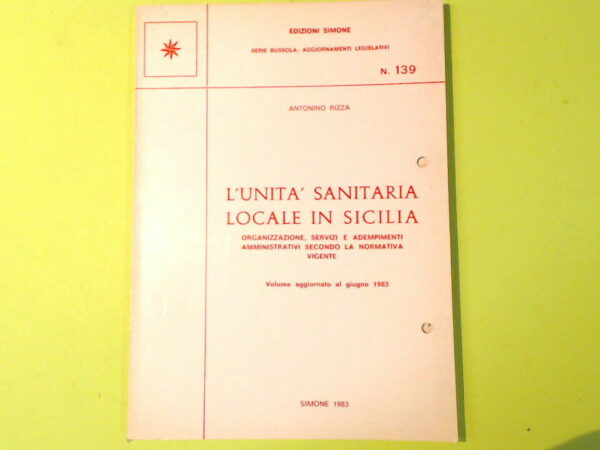 EDIZIONI SIMONE
SERIE BUSSOLA: AGGIORNAMENTI LEGISLATIVI
N. 139
ANTONINO RIZZA
L'UNITA' SANITARIA
LOCALE IN SICILIA
ORGANIZZAZIONE, SERVIZI E ADEMPIMENTI
AMMINISTRATIVI SECONDO LA NORMATIVA
VIGENTE
Volume aggiornato al giugno 1983
SIMONE 1983